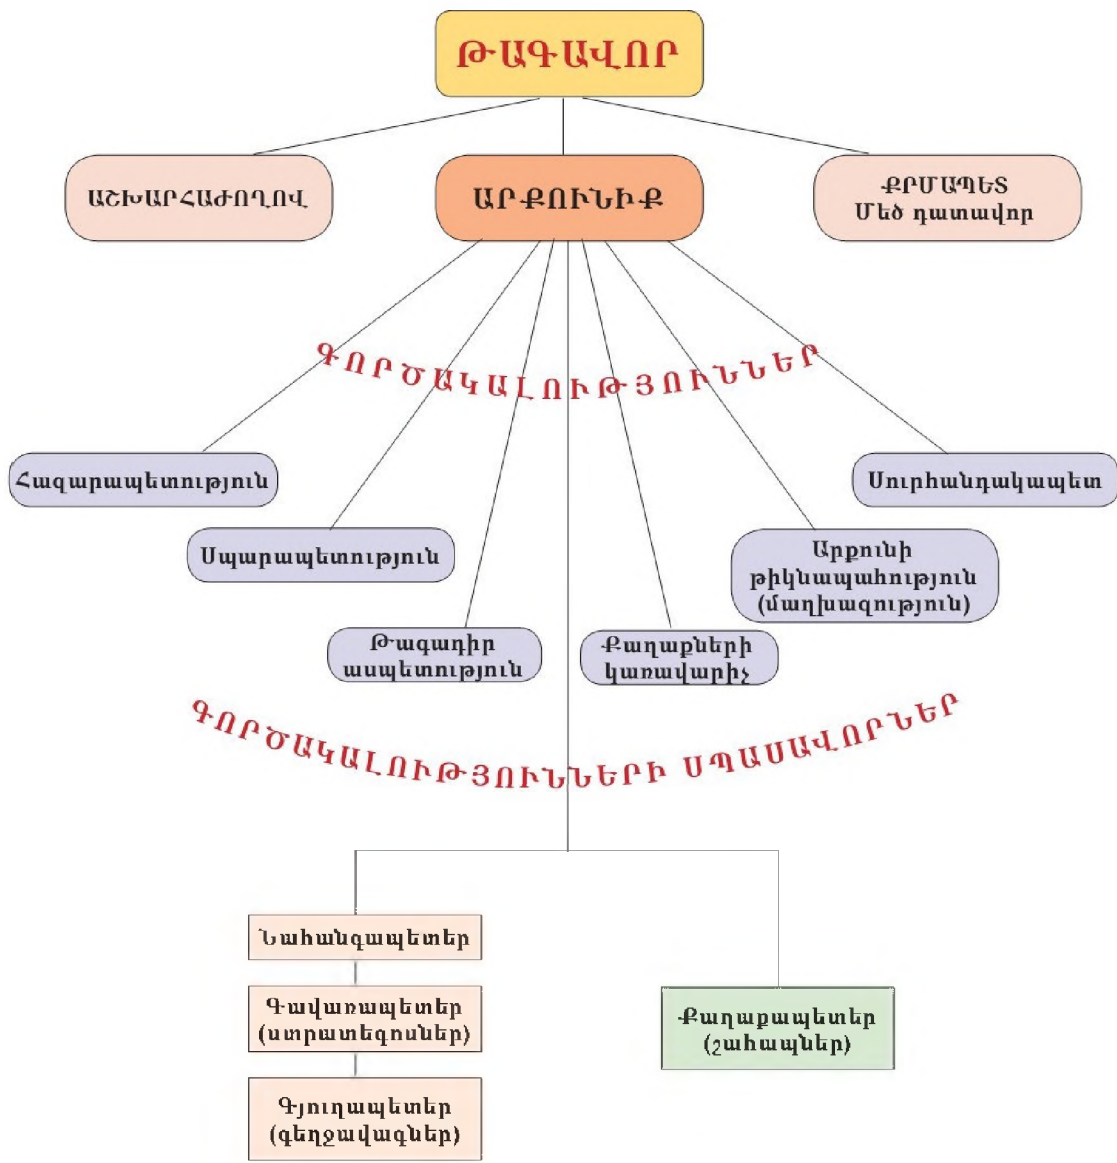 ԹԱԳԱՎՈՐ
ԱՇԽԱՐՀԱԺՈՂՈՎ
ԱՐՔՈՒՆԻՔ
ՔՐՄԱՊԵՏ
Մեծ դատավոր
ԳՈՐԾԱԿԱԼՈՒԹՅՈՒՆՆԵՐ
Հազարապետություն
Սուրհանդակապետ
Սպարապետություն
Արքունի
թիկնապահություն
(մաղխազություն)
Թագադիր
ասպետություն
Քաղաքների
կառավարիչ
ԳՈՐԾԱԿԱԼՈՒԹՅՈՒՆՆԵՐԻ ՍՊԱՍԱՎՈՐՆԵՐ
Նահանգապետեր
Գավառապետեր
(ստրատեգոսներ)
Քաղաքապետեր
(շահապներ)
Գյուղապետեր
(գեղջավագներ)